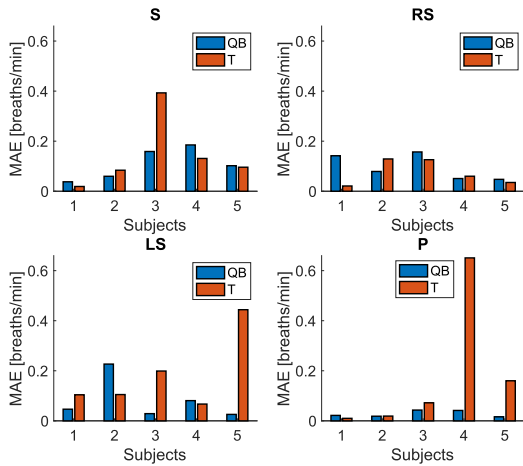 S
MAE [breaths/min]
0.6
0.4
0.2
0
QB
T
1 2 3 4 5
Subjects
RS
MAE [breaths/min]
0.6
0.4
0.2
0
QB
T
1 2 3 4 5
Subjects
LS
MAE [breaths/min]
0.6
0.4
0.2
0
QB
T
1 2 3 4 5
Subjects
P
MAE [breaths/min]
0.6
0.4
0.2
0
QB
T
1 2 3 4 5
Subjects